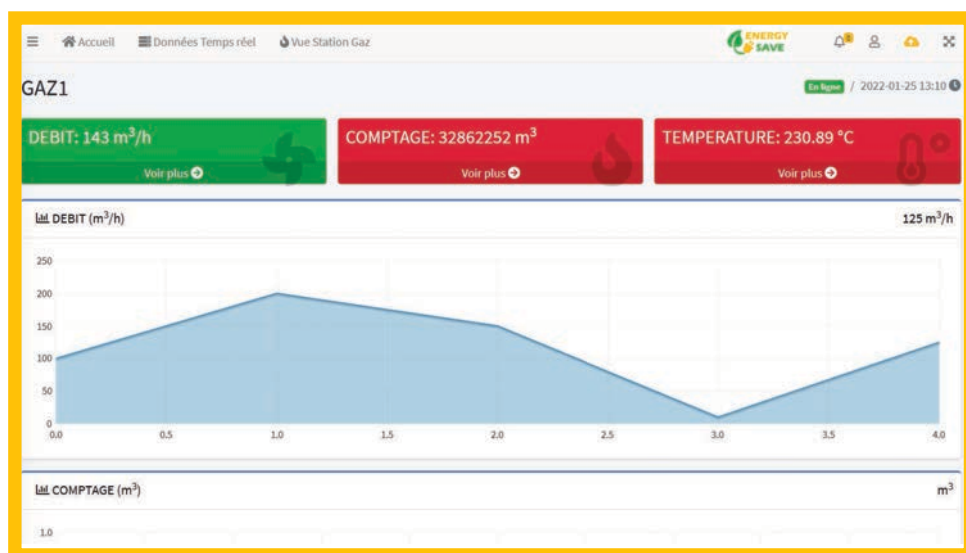 Accueil Données Temps réel Vue Station Gaz ENERGY SAVE
GAZ1 En ligne / 2022-01-25 13:10
DEBIT: 143 m³/h COMPTAGE: 32862252 m³ TEMPERATURE: 230.89 °C
Voir plus Voir plus Voir plus
DEBIT (m³/h) 125 m³/h
250
200
150
100
50
0
0.0 0.5 1.0 1.5 2.0 2.5 3.0 3.5 4.0
COMPTAGE (m³) m³
1.0